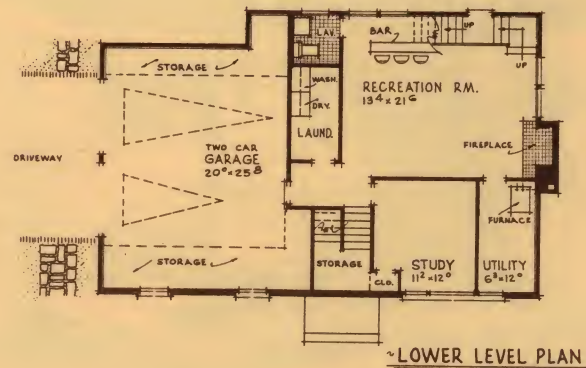 STORAGE
LAV.
BAR
UP
UP
WASH.
DRY.
LAUND.
RECREATION RM.
13⁴ x 21⁶
FIREPLACE
DRIVEWAY
TWO CAR
GARAGE
20⁰ x 25⁸
FURNACE
STORAGE
STORAGE
CLO.
STUDY
11² x 12⁰
UTILITY
6³ x 12⁰
~LOWER LEVEL PLAN